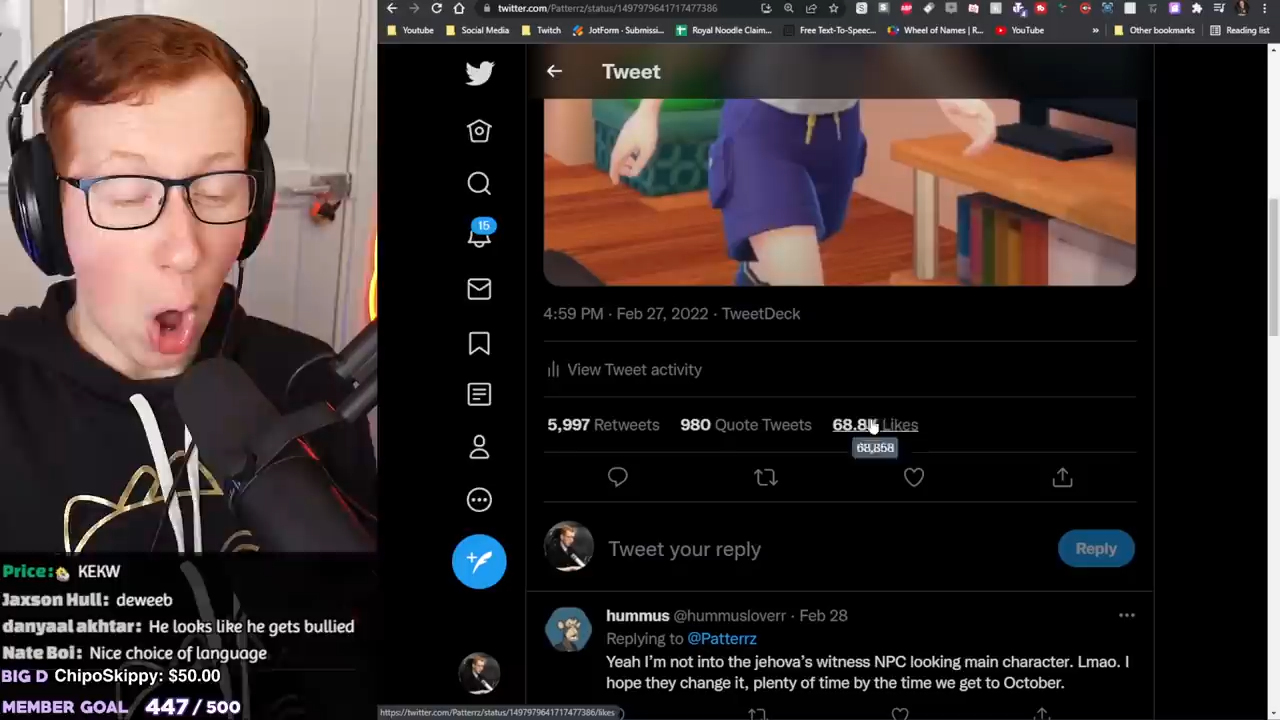 twitter.com/Patterrz/status/1497979641717477386
Youtube
Social Media
Twitch
JotForm - Submissi...
Royal Noodle Claim...
Free Text-To-Speec...
Wheel of Names | R...
YouTube
»
Other bookmarks
Reading list
Tweet
15
4:59 PM · Feb 27, 2022 · TweetDeck
View Tweet activity
5,997 Retweets 980 Quote Tweets 68.8K Likes
68,858
Tweet your reply
Reply
hummus @hummusloverr · Feb 28
Replying to @Patterrz
Yeah I'm not into the jehova's witness NPC looking main character. Lmao. I
hope they change it, plenty of time by the time we get to October.
https://twitter.com/Patterrz/status/1497979641717477386/likes
Price: KEKW
Jaxson Hull: deweeb
danyaal akhtar: He looks like he gets bullied
Nate Boi: Nice choice of language
BIG D ChipoSkippy: $50.00
MEMBER GOAL 447 / 500